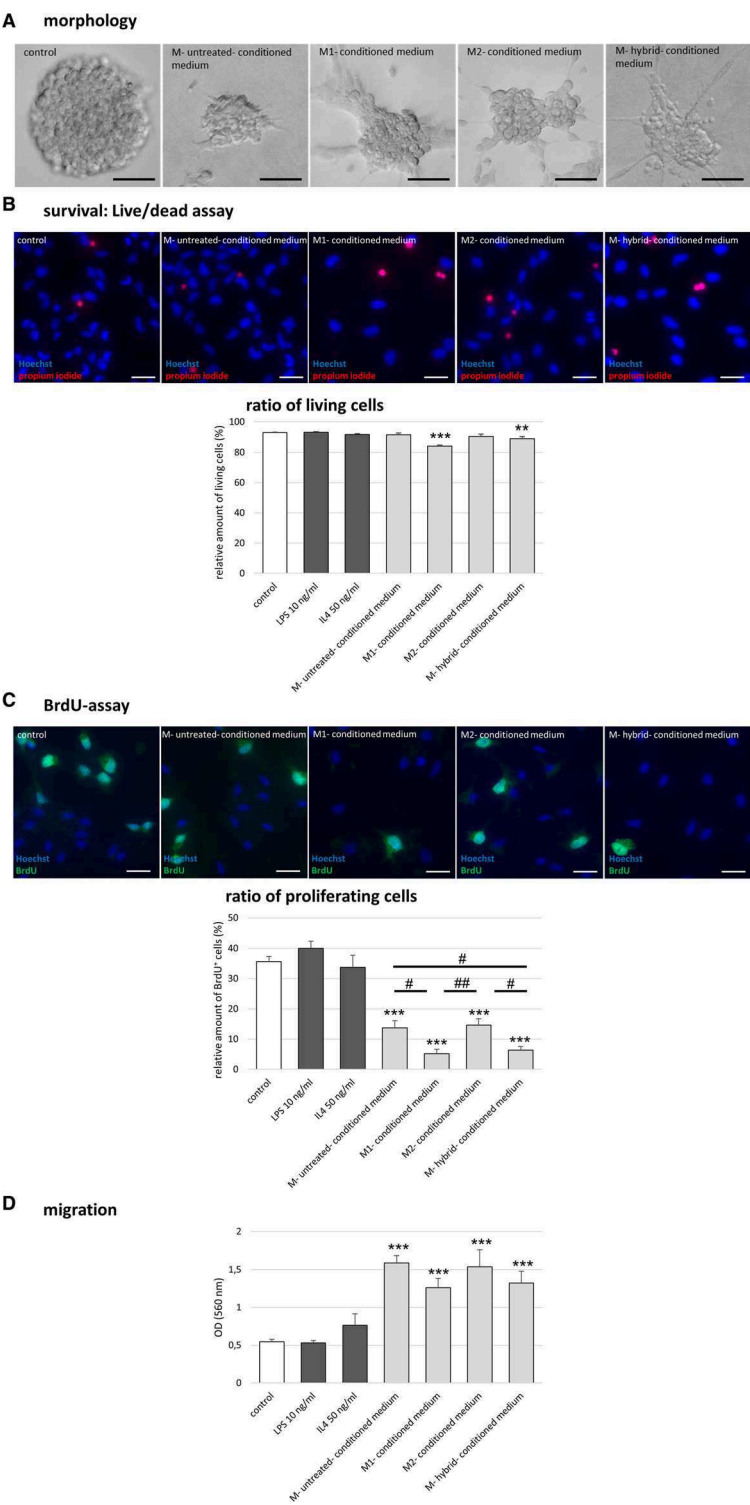 A morphology
control
M- untreated- conditioned medium
M1- conditioned medium
M2- conditioned medium
M- hybrid- conditioned medium
B survival: Live/dead assay
control
M- untreated- conditioned medium
M1- conditioned medium
M2- conditioned medium
M- hybrid- conditioned medium
Hoechst
propium iodide
Hoechst
propium iodide
Hoechst
propium iodide
Hoechst
propium iodide
Hoechst
propium iodide
ratio of living cells
relative amount of living cells (%)
100
80
60
40
20
0
***
**
control
LPS 10 ng/ml
IL4 50 ng/ml
M- untreated- conditioned medium
M1- conditioned medium
M2- conditioned medium
M- hybrid- conditioned medium
C BrdU-assay
control
M- untreated- conditioned medium
M1- conditioned medium
M2- conditioned medium
M- hybrid- conditioned medium
Hoechst
BrdU
Hoechst
BrdU
Hoechst
BrdU
Hoechst
BrdU
Hoechst
BrdU
ratio of proliferating cells
relative amount of BrdU⁺ cells (%)
50
40
30
20
10
0
#
# ## #
*** *** *** ***
control
LPS 10 ng/ml
IL4 50 ng/ml
M- untreated- conditioned medium
M1- conditioned medium
M2- conditioned medium
M- hybrid- conditioned medium
D migration
OD (560 nm)
2
1,5
1
0,5
0
*** *** *** ***
control
LPS 10 ng/ml
IL4 50 ng/ml
M- untreated- conditioned medium
M1- conditioned medium
M2- conditioned medium
M- hybrid- conditioned medium